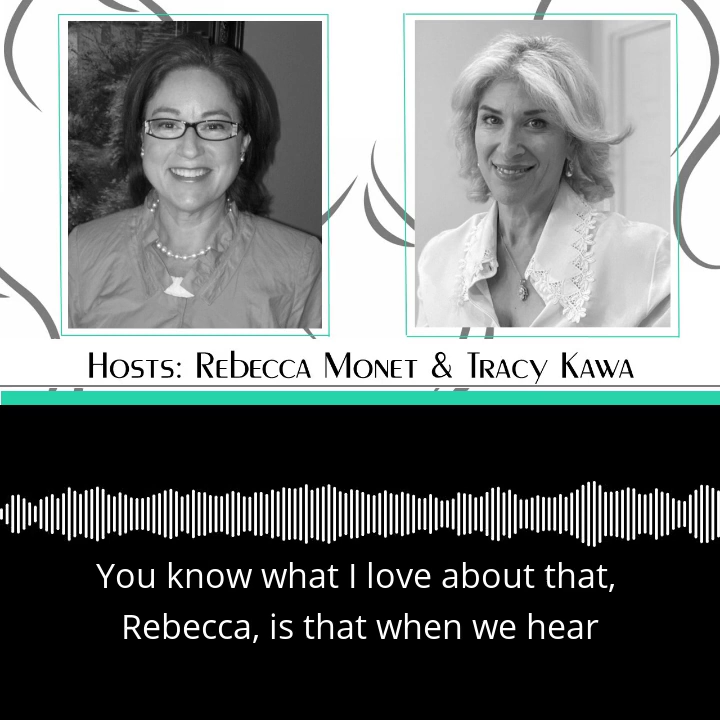 Hosts: Rebecca Monet & Tracy Kawa
You know what I love about that,
Rebecca, is that when we hear